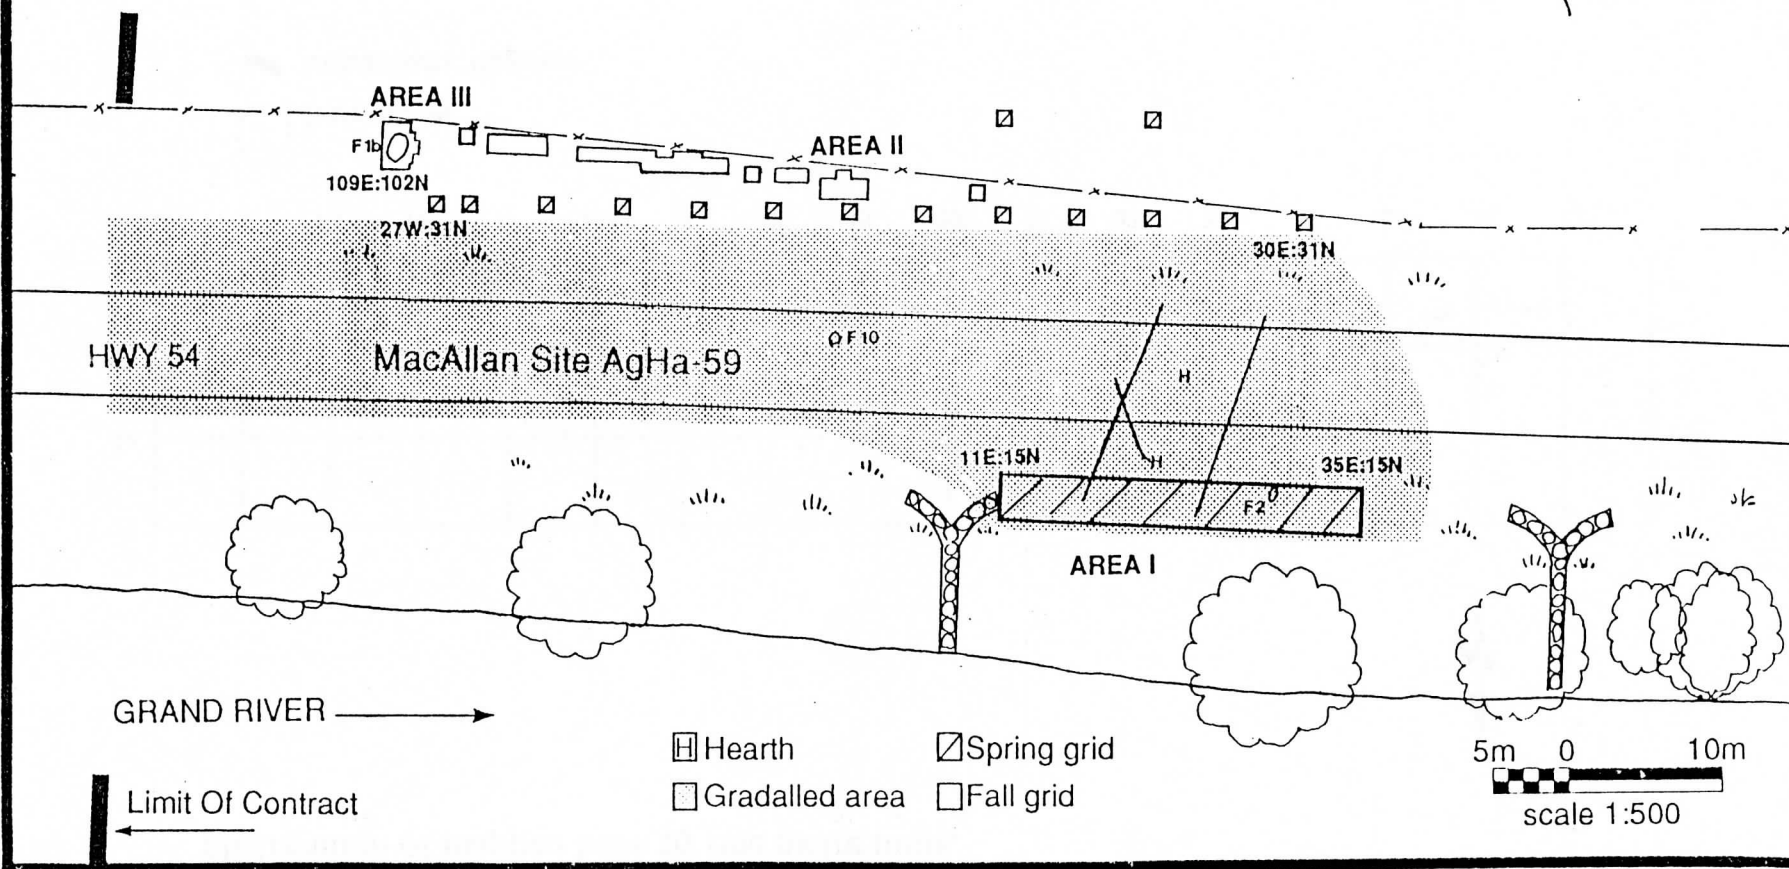 AREA III
F1b
AREA II
109E:102N
27W:31N
30E:31N
HWY 54
MacAllan Site AgHa-59
F10
H
11E:15N
H
35E:15N
F2
AREA I
GRAND RIVER
H Hearth
Spring grid
Gradalled area
Fall grid
5m 0 10m
scale 1:500
Limit Of Contract